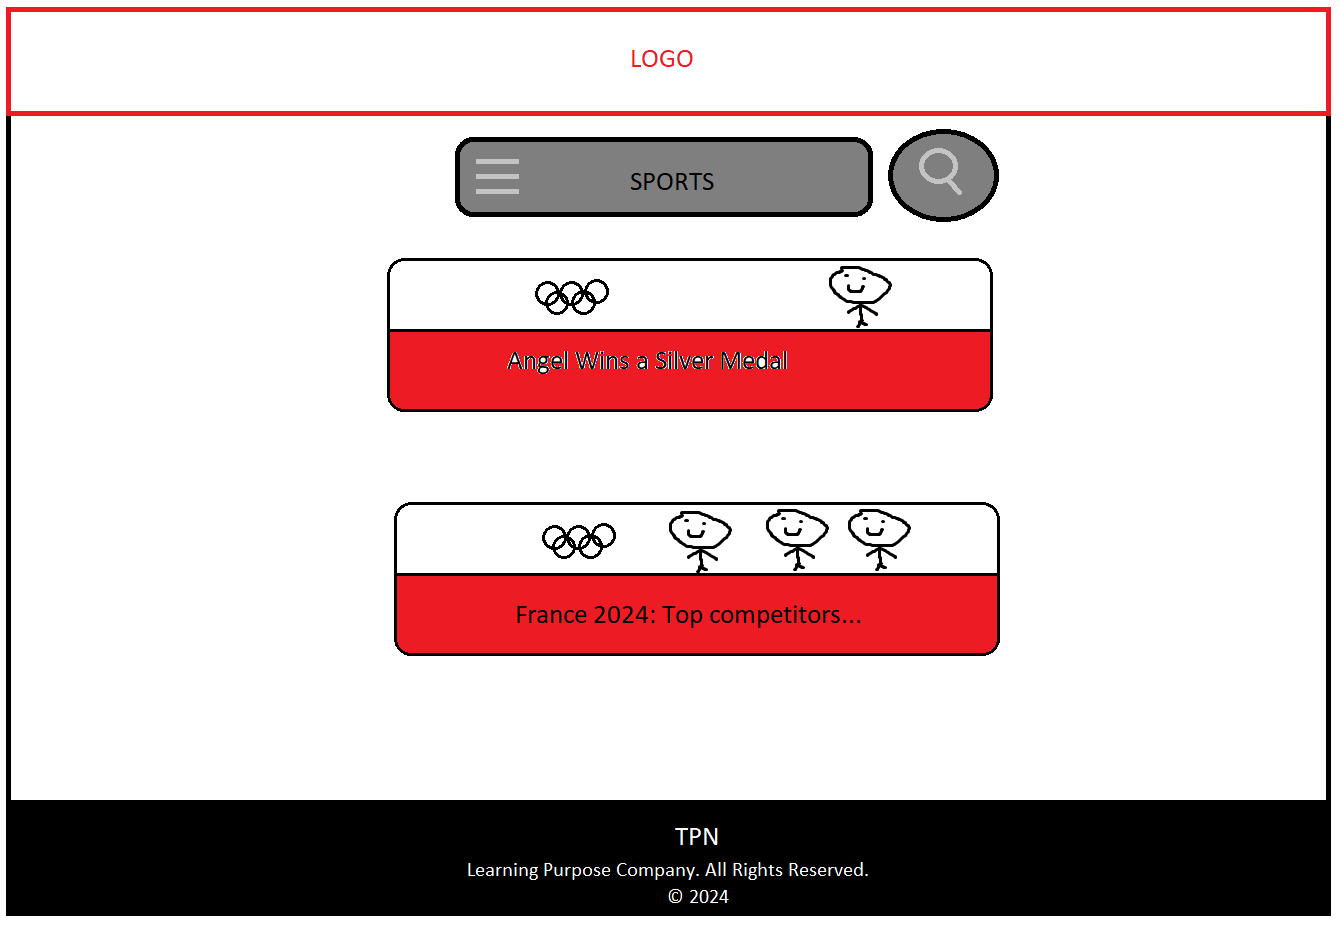 LOGO
SPORTS
Angel Wins a Silver Medal
France 2024: Top competitors...
TPN
Learning Purpose Company. All Rights Reserved.
© 2024